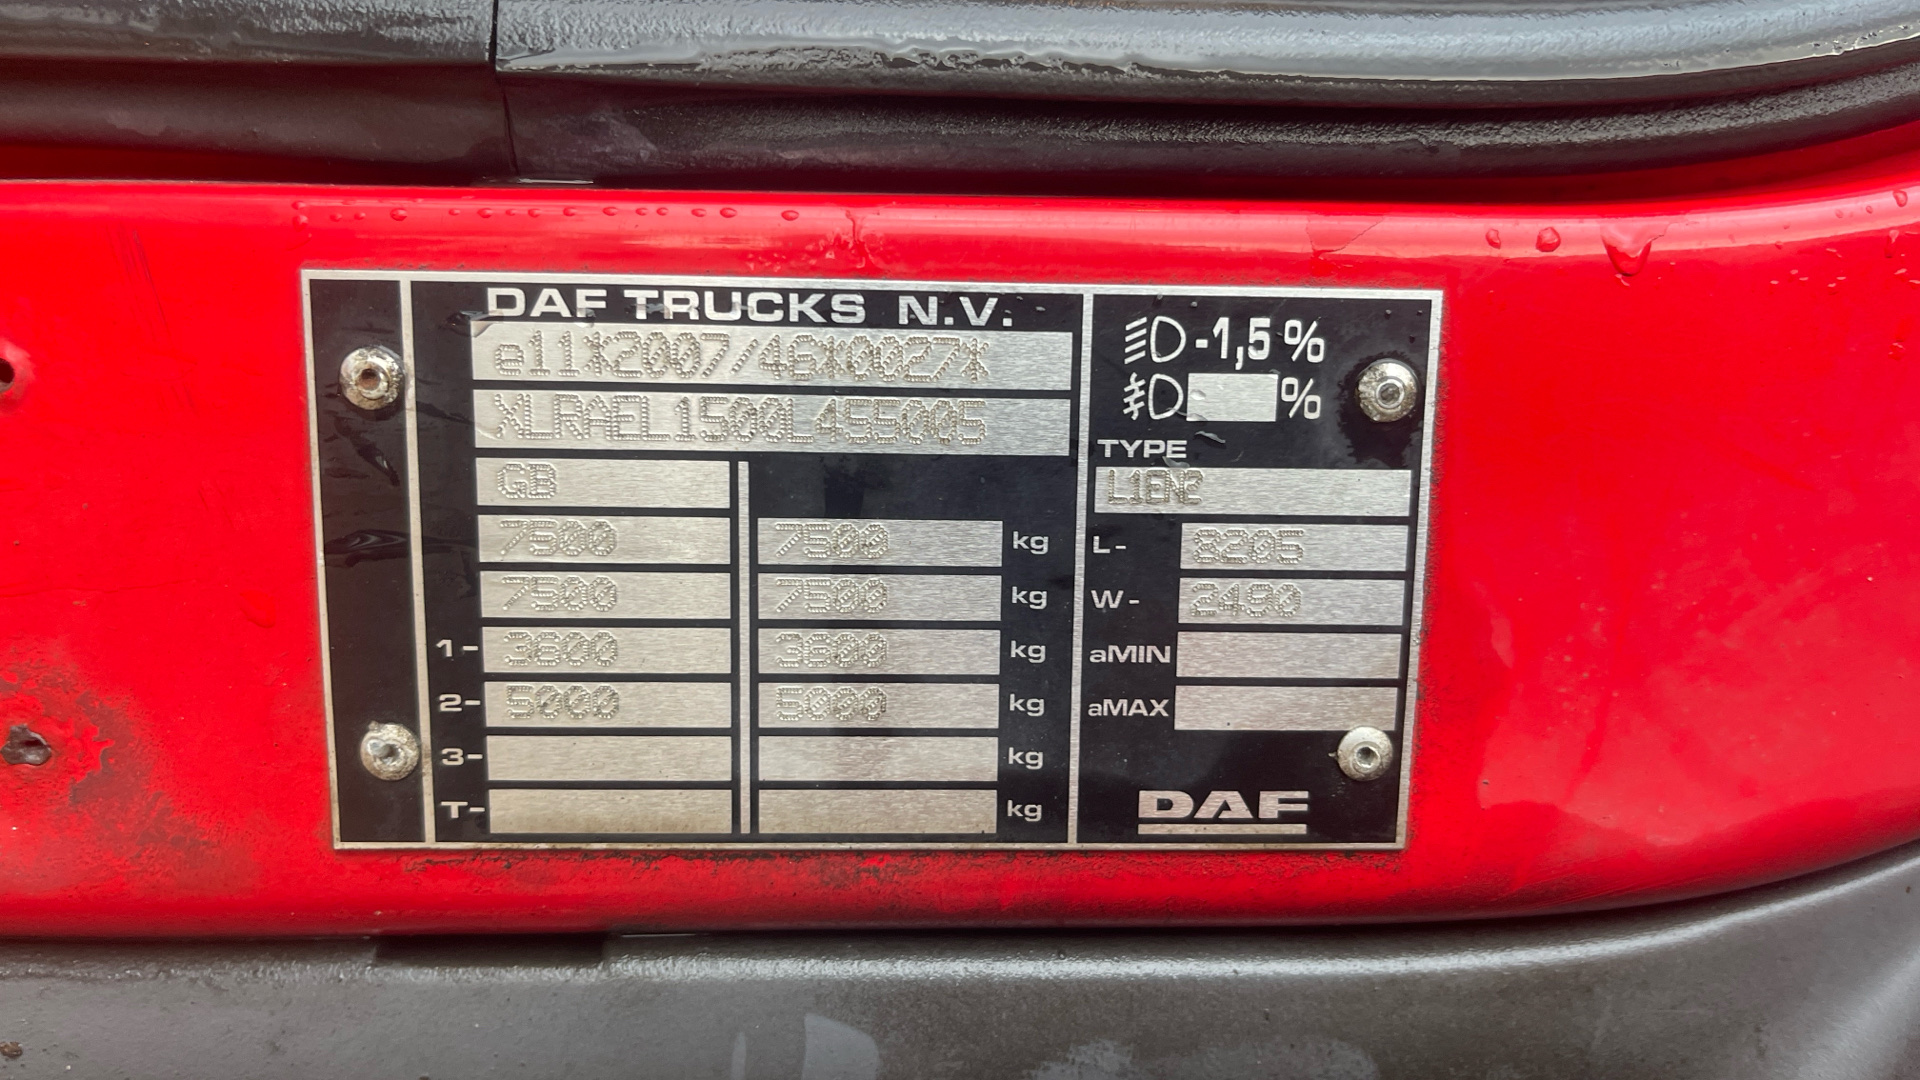 DAF TRUCKS N.V.
e11*2007/46*0027*
XLRAEL1500L455005
GB
7500 7500 kg
7500 7500 kg
1- 3600 3600 kg
2- 5000 5000 kg
3- kg
T- kg
-1,5%
%
TYPE
L1EN2
L- 8205
W- 2490
aMIN
aMAX
DAF